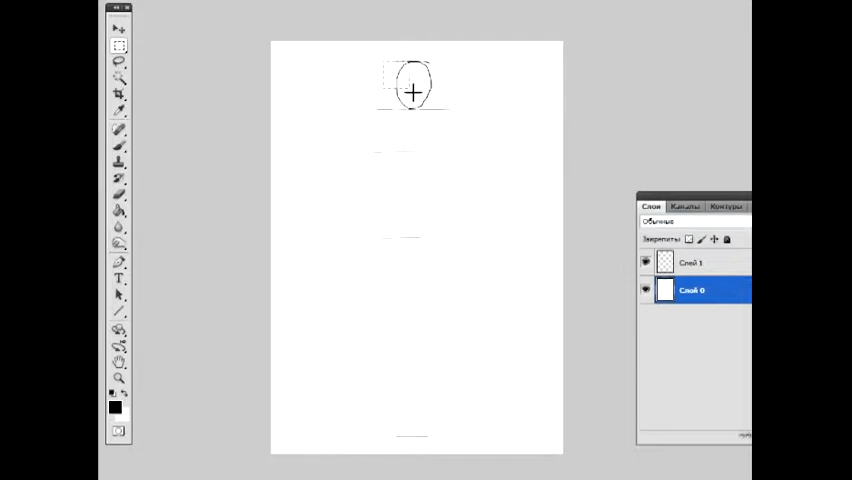 Слои Каналы Контуры
Обычные
Закрепить:
Слой 1
Слой 0